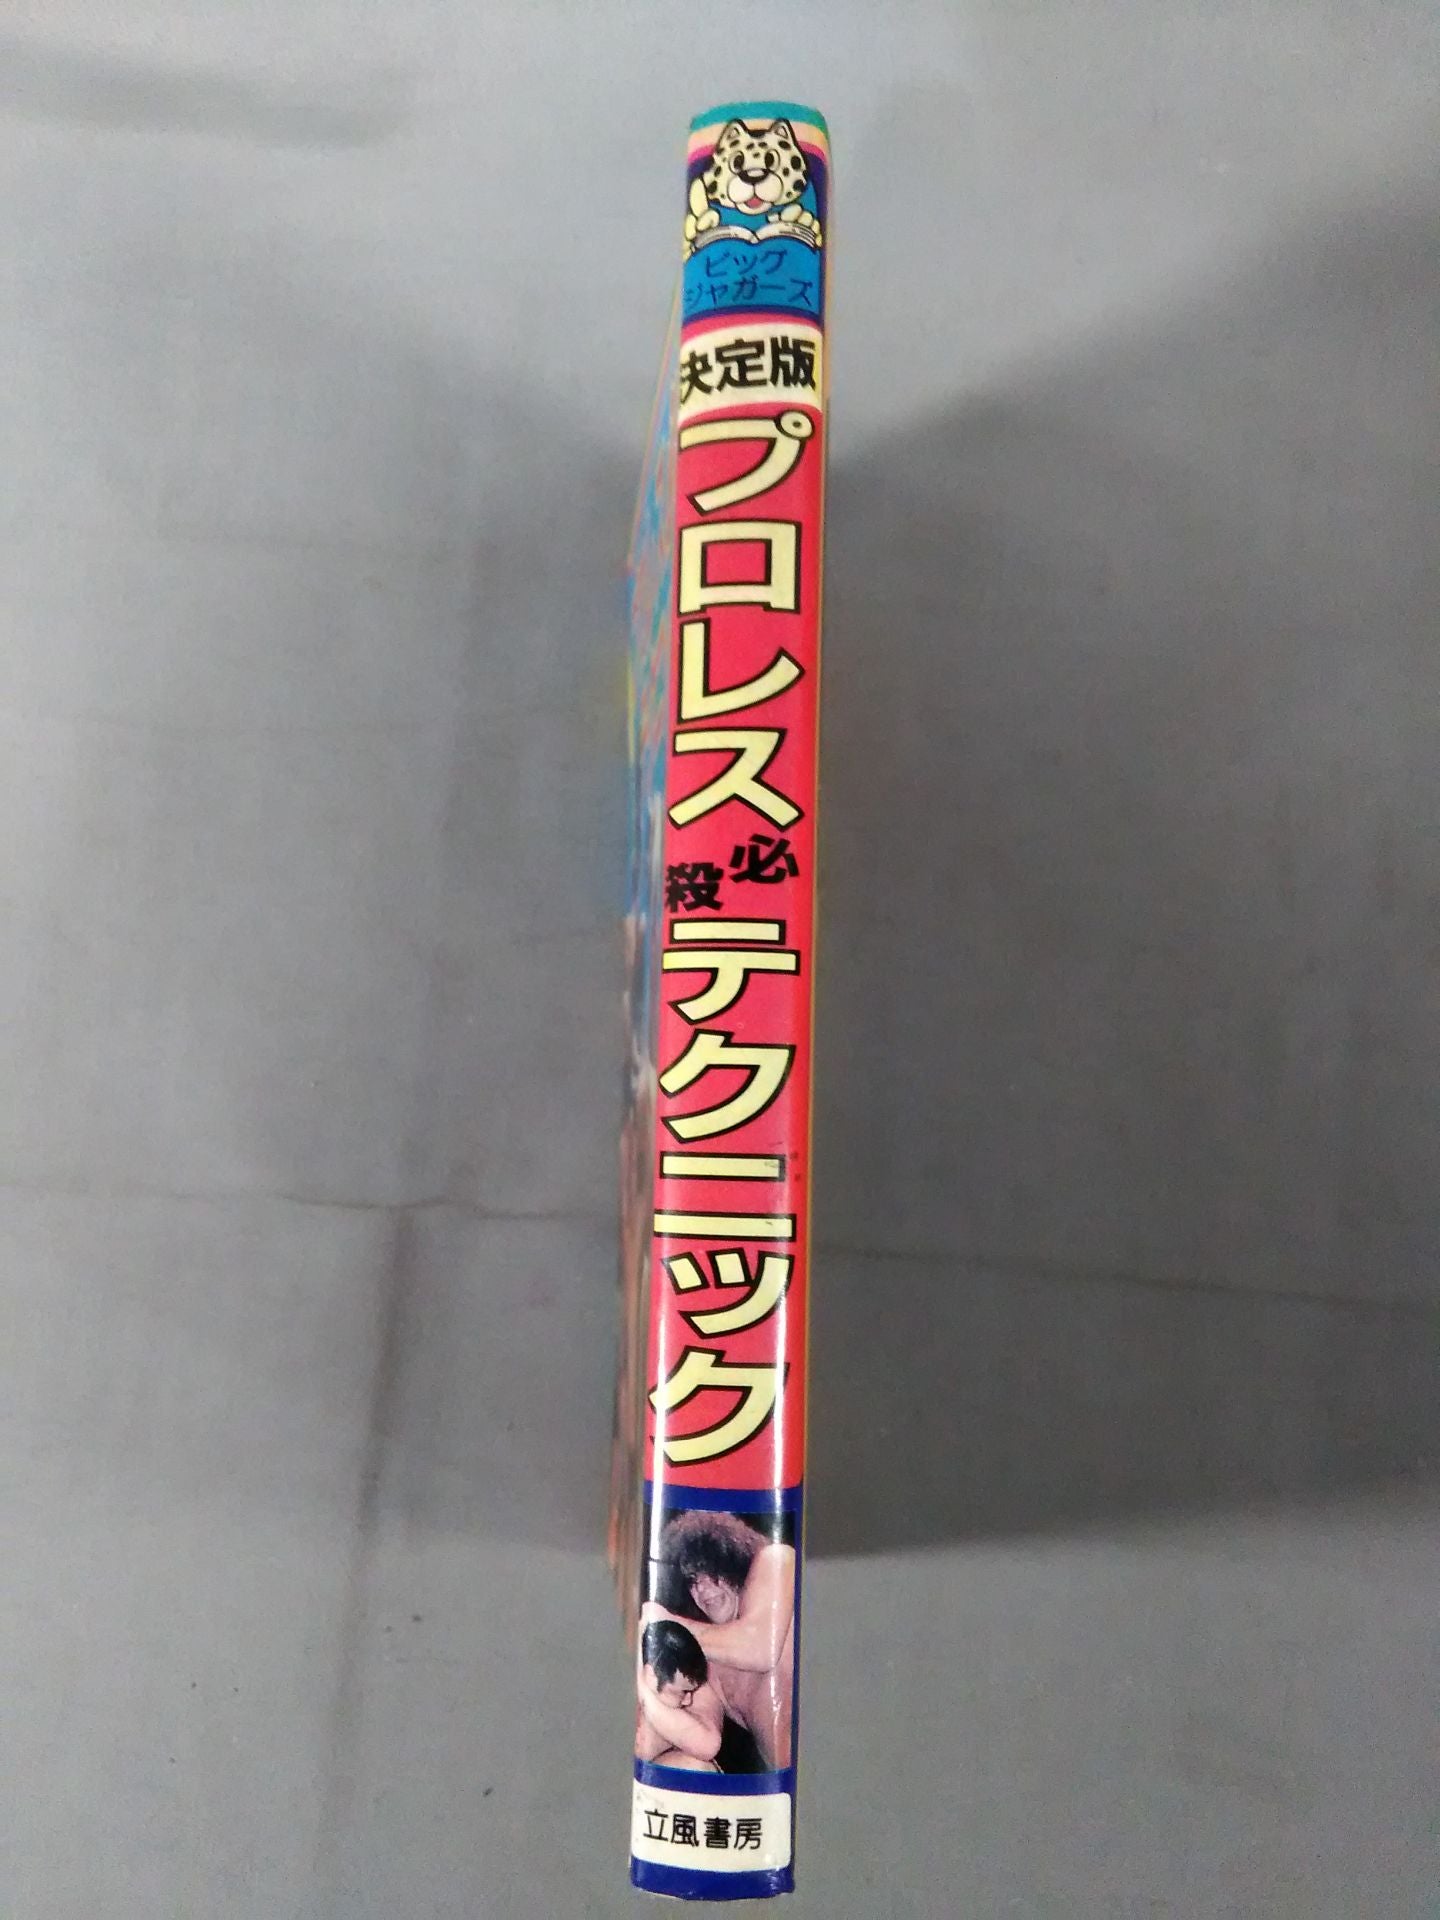 ビッグ
ジャガーズ
決定版
プロレス
必殺
テクニック
立風書房